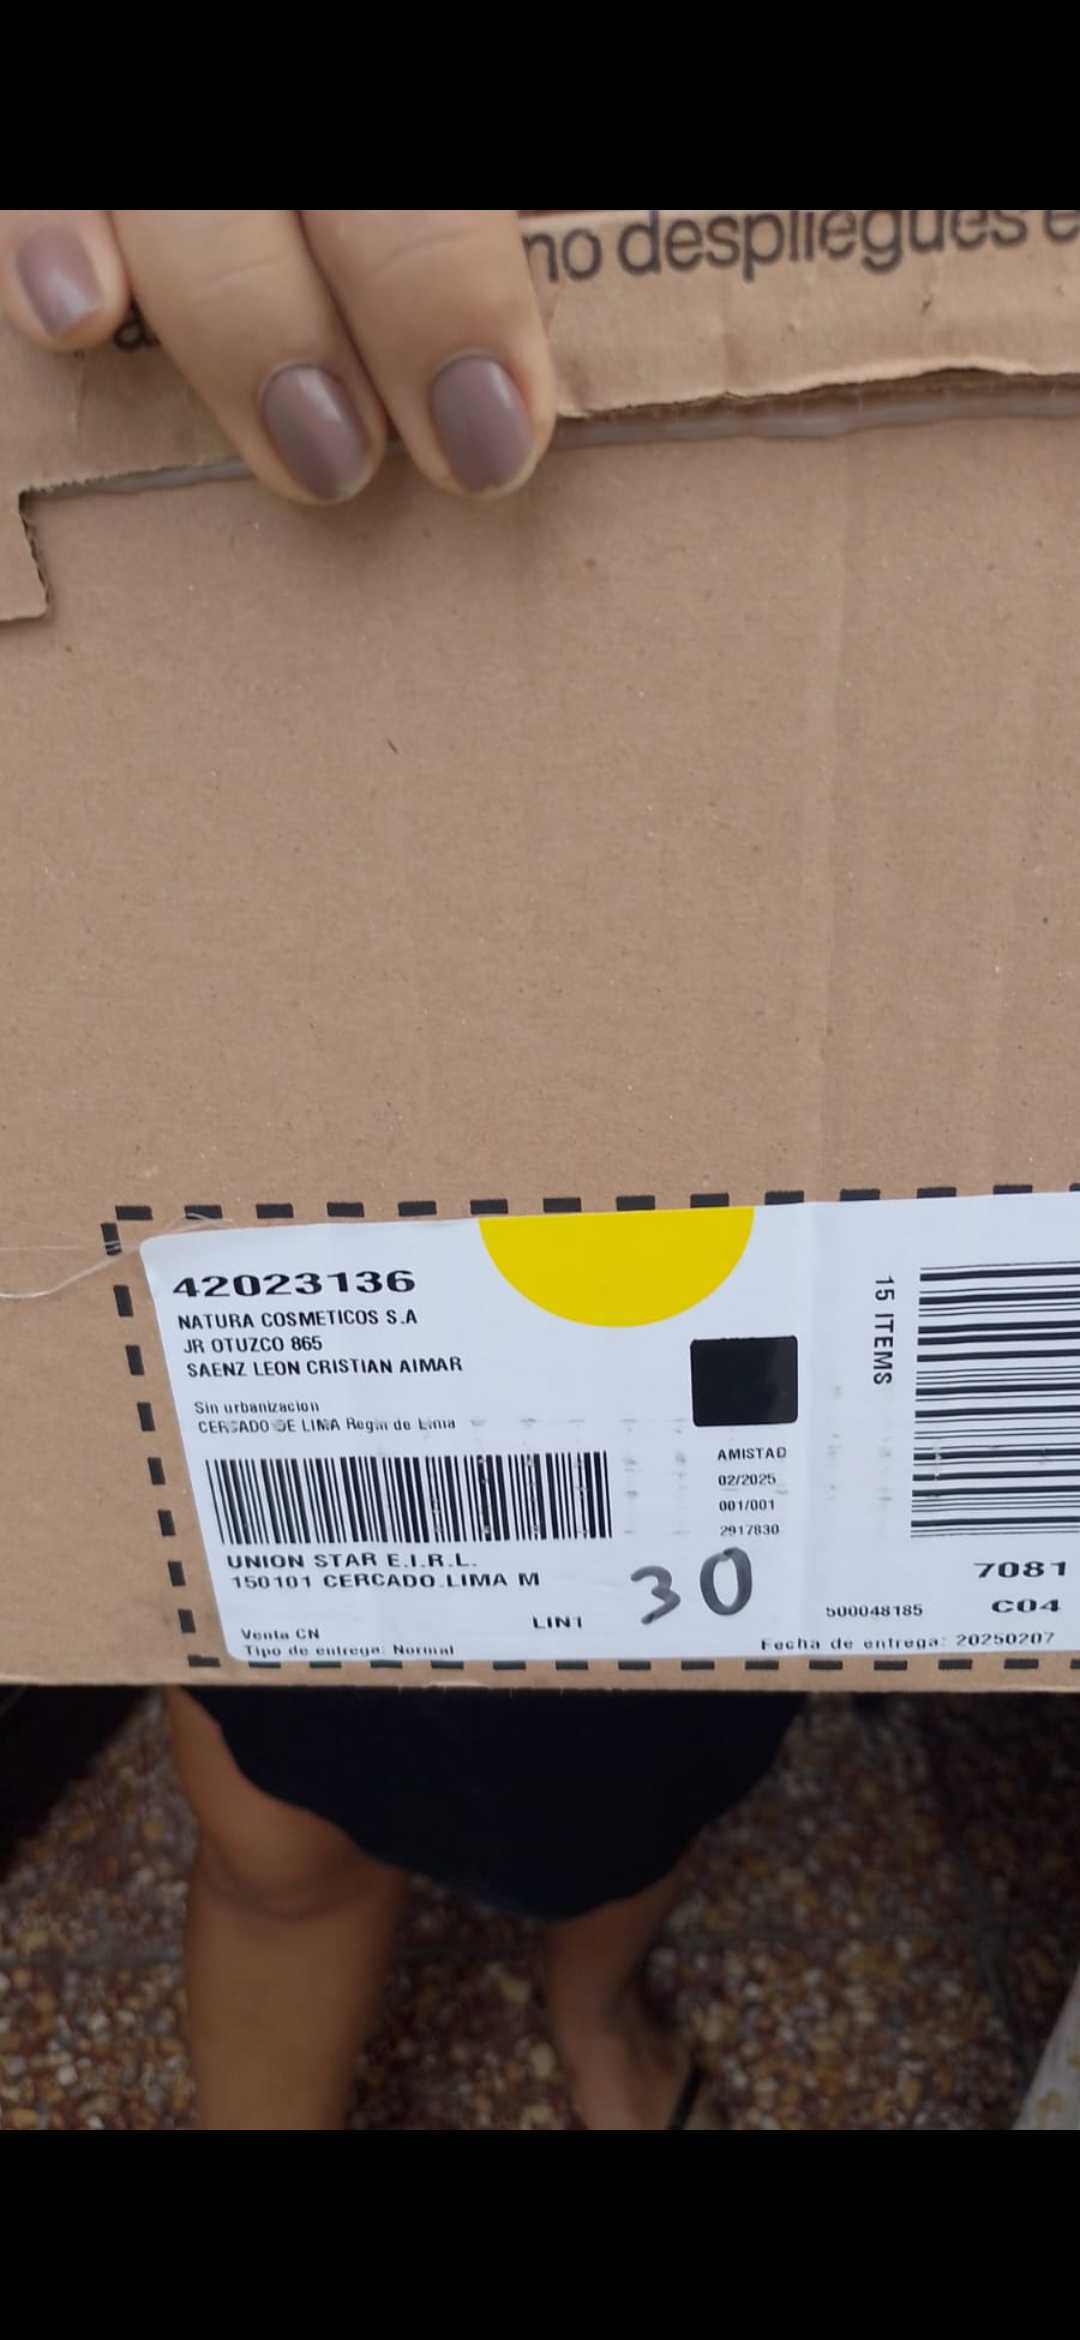 no despliegues e
42023136
NATURA COSMETICOS S.A
JR OTUZCO 865
SAENZ LEON CRISTIAN AIMAR
Sin urbanizacion
CERCADO DE LIMA Regin de Lima
UNION STAR E.I.R.L.
150101 CERCADO LIMA M
Venta CN
Tipo de entrega: Normal
LIN1
AMISTAD
02/2025
001/001
2917830
30
15 ITEMS
7081
500048185
C04
Fecha de entrega: 20250207